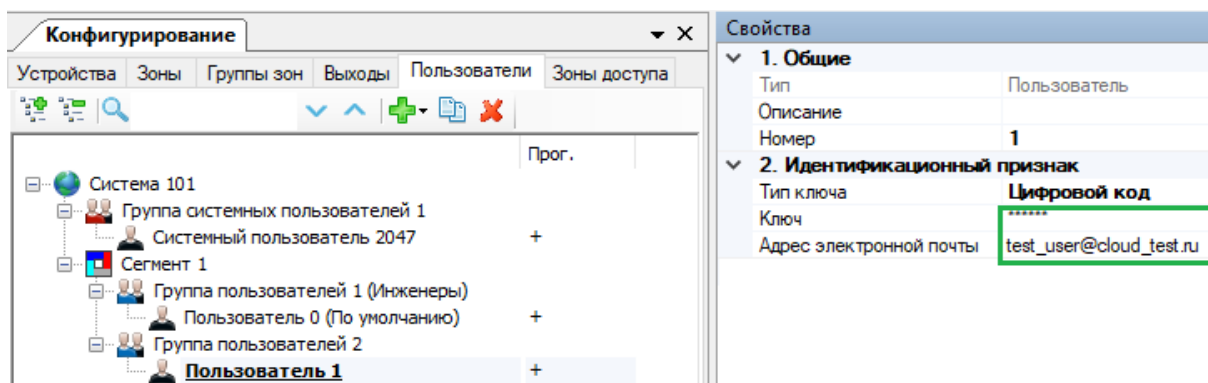 Конфигурирование
Устройства Зоны Группы зон Выходы Пользователи Зоны доступа
Прог.
Система 101
Группа системных пользователей 1
Системный пользователь 2047 +
Сегмент 1
Группа пользователей 1 (Инженеры)
Пользователь 0 (По умолчанию) +
Группа пользователей 2
Пользователь 1 +
Свойства
1. Общие
Тип Пользователь
Описание
Номер 1
2. Идентификационный признак
Тип ключа Цифровой код
Ключ ******
Адрес электронной почты test_user@cloud_test.ru